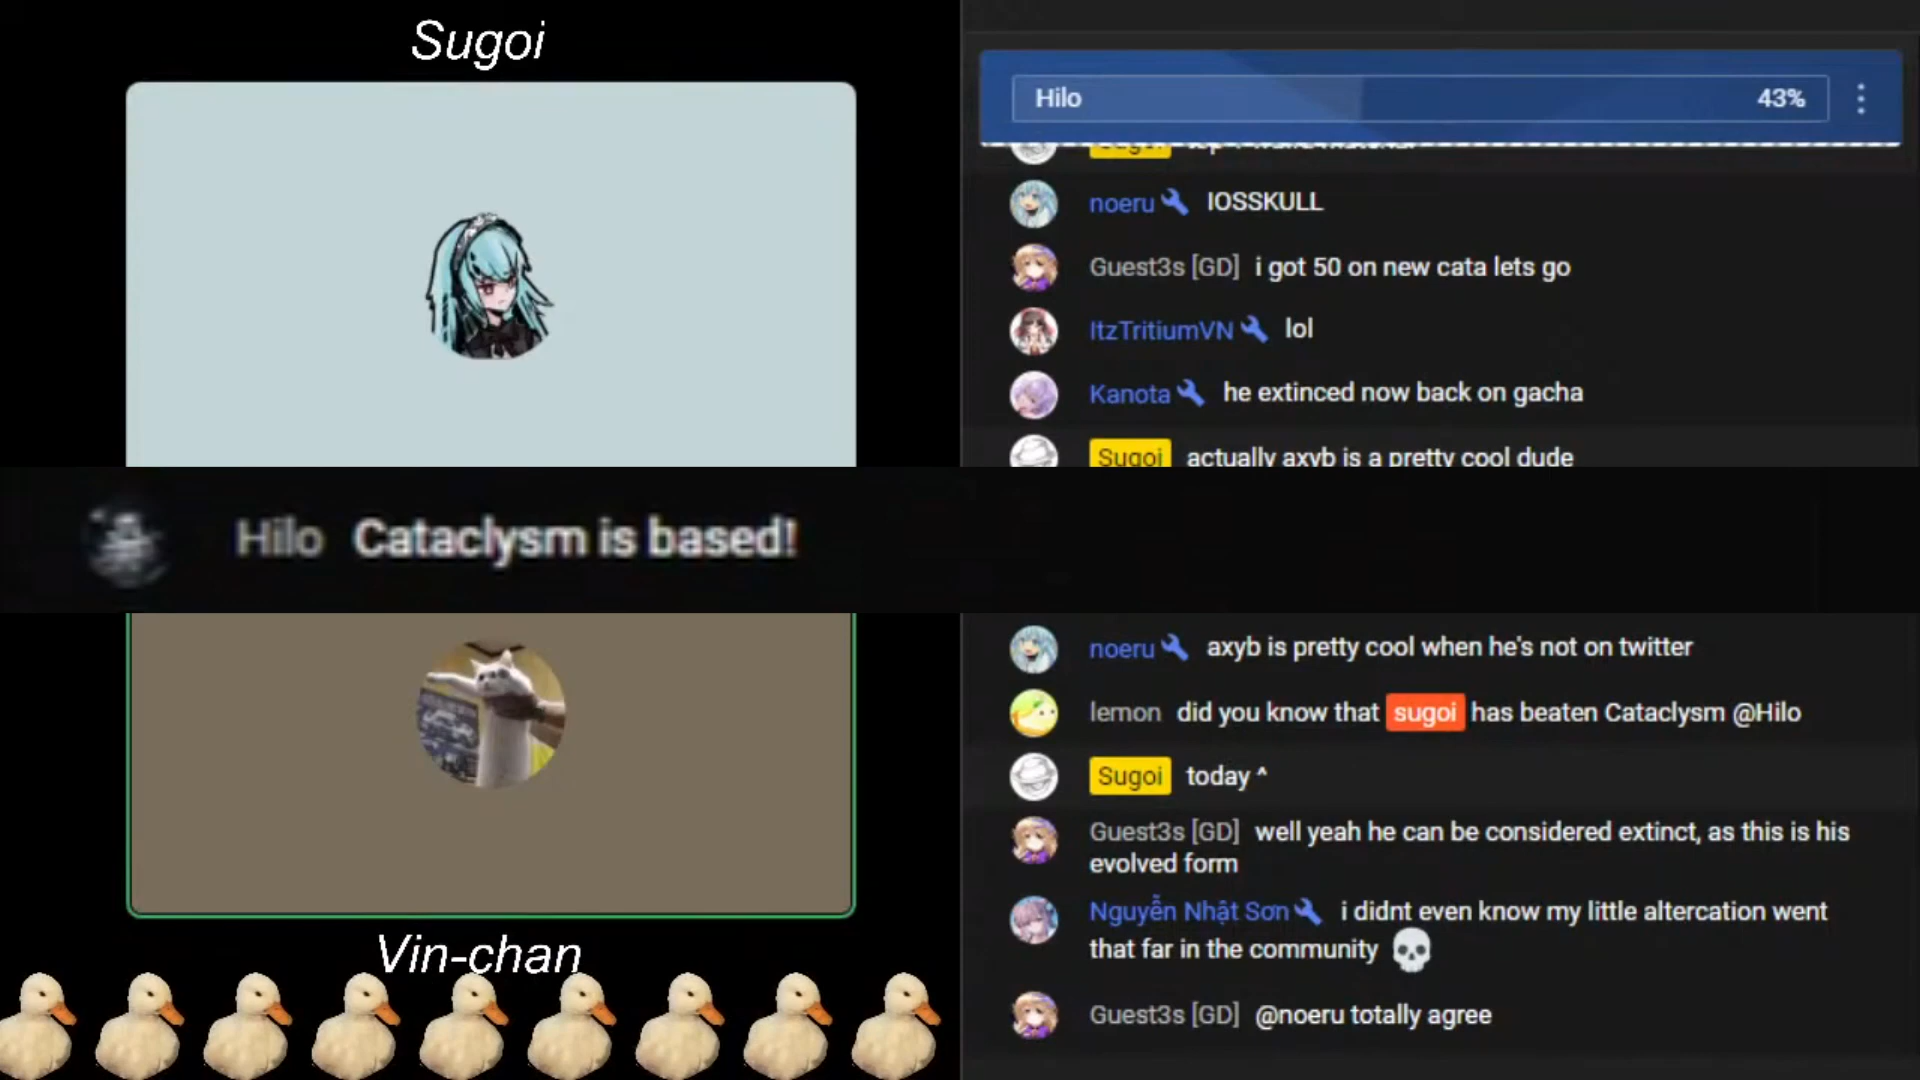 Sugoi
Hilo 43%
noeru IOSSKULL
Guest3s [GD] i got 50 on new cata lets go
ItzTritiumVN lol
Kanota he extinced now back on gacha
Sugoi actually axyb is a pretty cool dude
Hilo Cataclysm is based!
noeru axyb is pretty cool when he's not on twitter
lemon did you know that sugoi has beaten Cataclysm @Hilo
Sugoi today ^
Guest3s [GD] well yeah he can be considered extinct, as this is his
evolved form
Nguyễn Nhật Sơn i didnt even know my little altercation went
that far in the community
Guest3s [GD] @noeru totally agree
Vin-chan